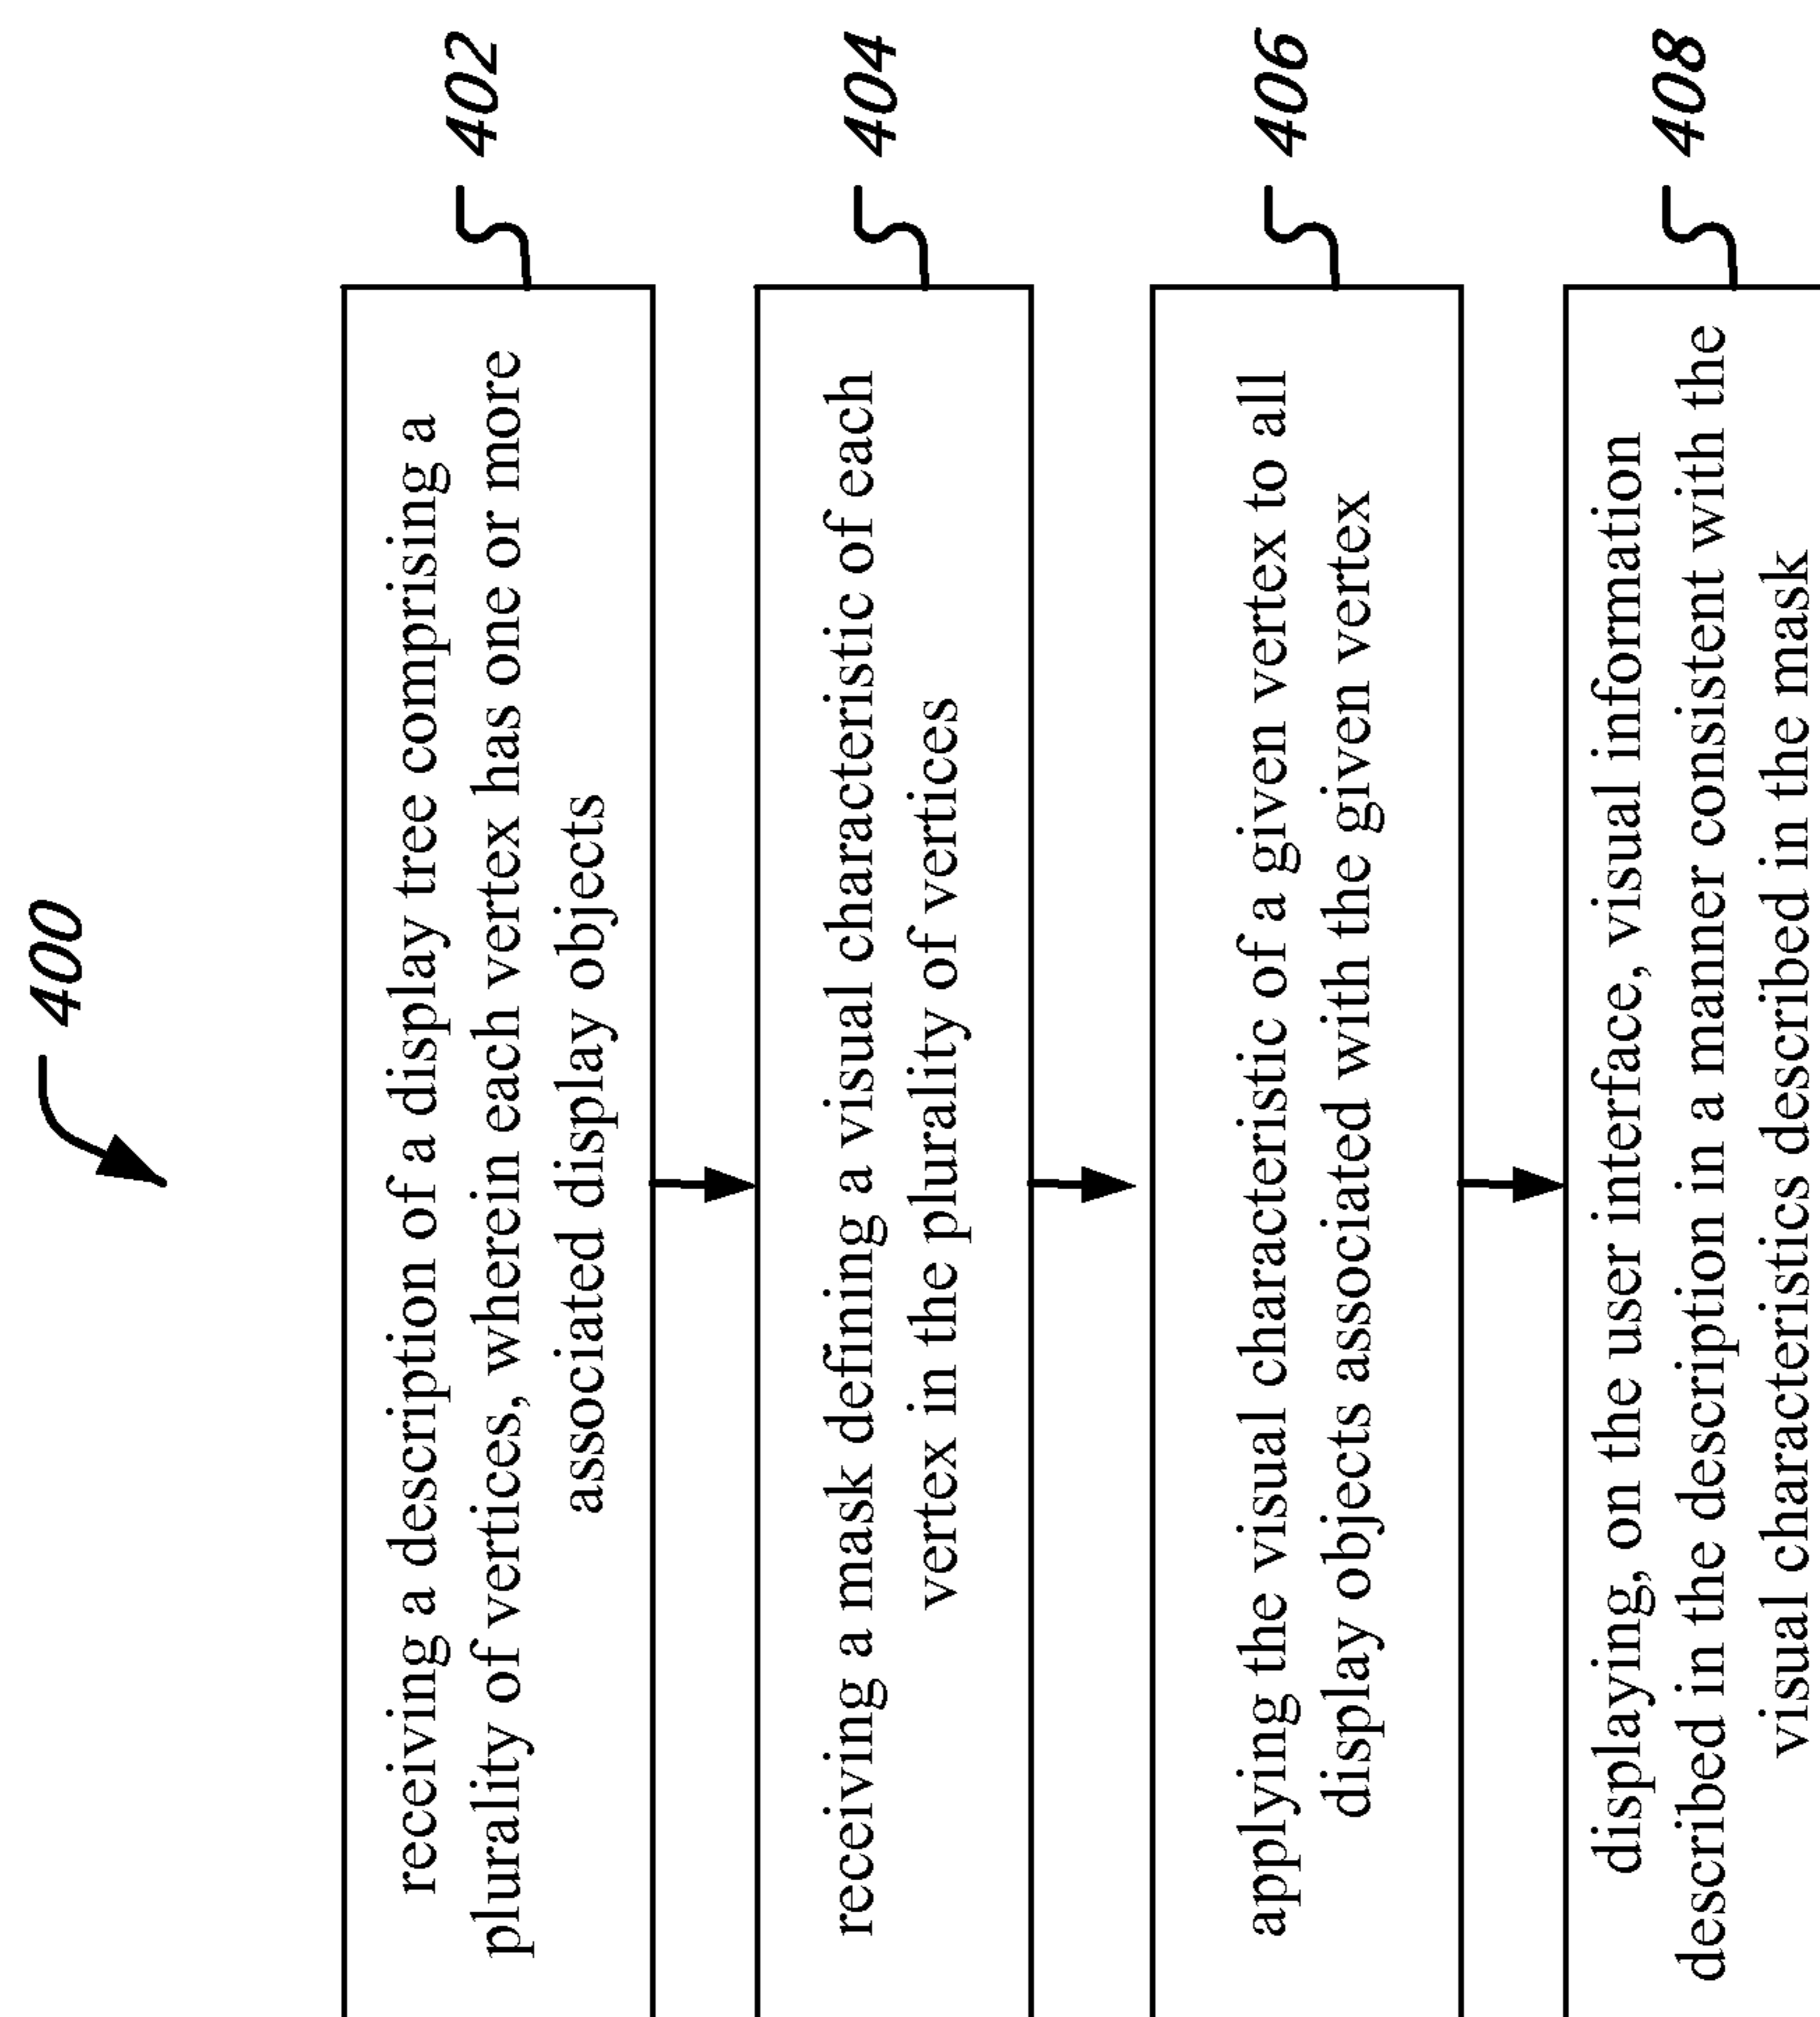 400
receiving a description of a display tree comprising a
plurality of vertices, wherein each vertex has one or more
associated display objects
402
receiving a mask defining a visual characteristic of each
vertex in the plurality of vertices
404
applying the visual characteristic of a given vertex to all
display objects associated with the given vertex
406
displaying, on the user interface, visual information
described in the description in a manner consistent with the
visual characteristics described in the mask
408